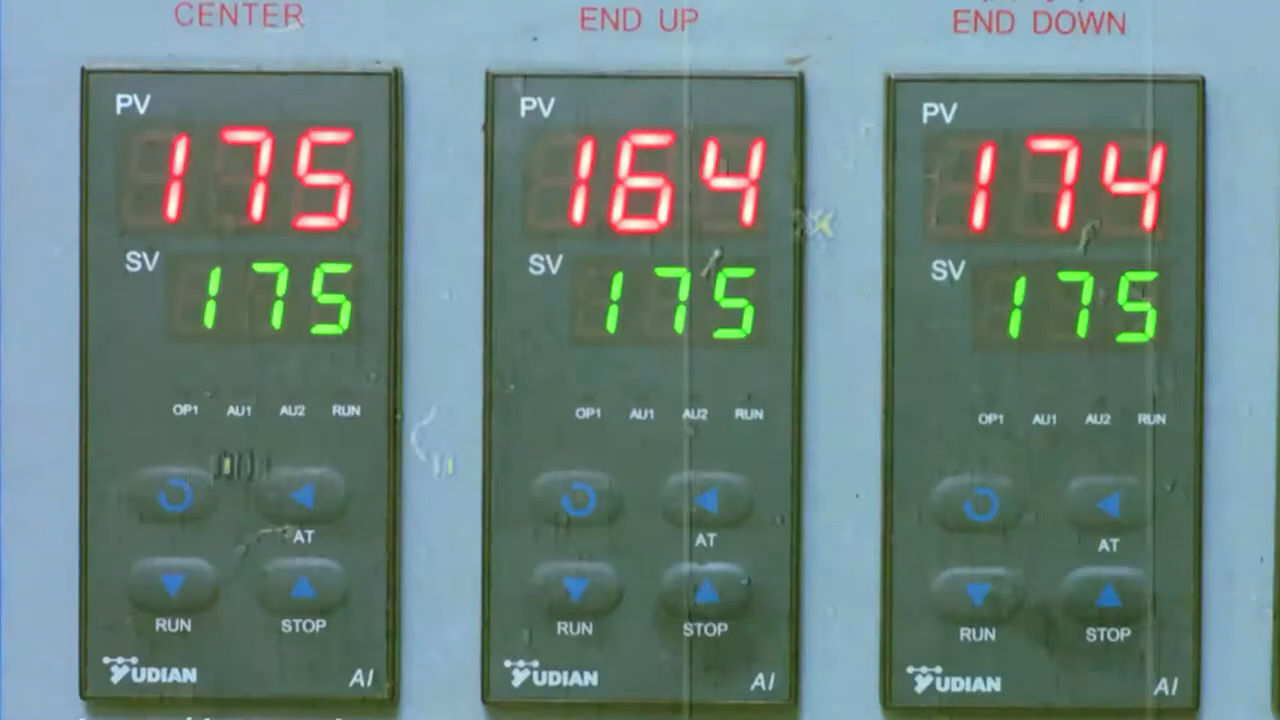 CENTER
PV
175
SV
175
OP1 AU1 AU2 RUN
AT
RUN STOP
YUDIAN AI
END UP
PV
164
SV
175
OP1 AU1 AU2 RUN
AT
RUN STOP
YUDIAN AI
END DOWN
PV
174
SV
175
OP1 AU1 AU2 RUN
AT
RUN STOP
YUDIAN AI